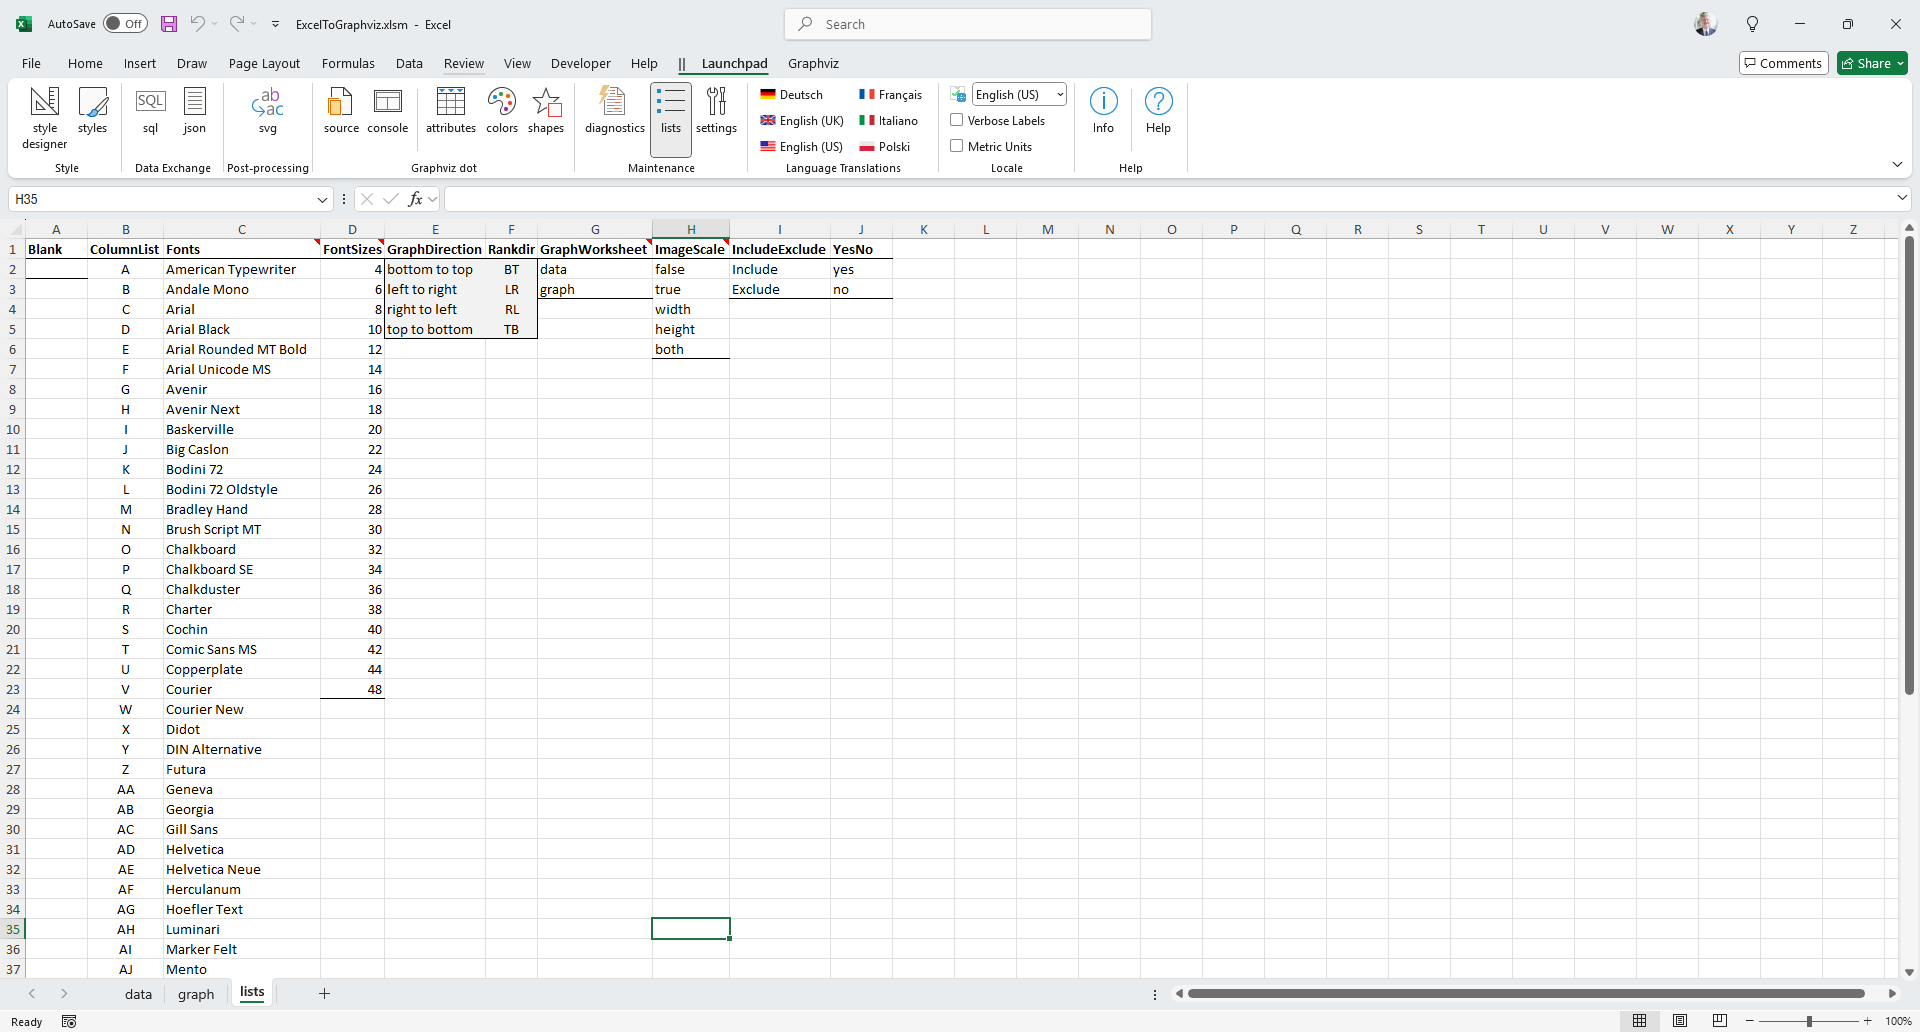 AutoSave Off ExcelToGraphviz.xlsm - Excel Search
File Home Insert Draw Page Layout Formulas Data Review View Developer Help || Launchpad Graphviz Comments Share
style designer styles SQL sql json ab ac svg source console attributes colors shapes diagnostics lists settings
Deutsch Français English (US)
English (UK) Italiano Verbose Labels
English (US) Polski Metric Units
Info Help
Style Data Exchange Post-processing Graphviz dot Maintenance Language Translations Locale Help
H35 fx
A B C D E F G H I J K L M N O P Q R S T U V W X Y Z
1 Blank ColumnList Fonts FontSizes GraphDirection Rankdir GraphWorksheet ImageScale IncludeExclude YesNo
2 A American Typewriter 4 bottom to top BT data false Include yes
3 B Andale Mono 6 left to right LR graph true Exclude no
4 C Arial 8 right to left RL width
5 D Arial Black 10 top to bottom TB height
6 E Arial Rounded MT Bold 12 both
7 F Arial Unicode MS 14
8 G Avenir 16
9 H Avenir Next 18
10 I Baskerville 20
11 J Big Caslon 22
12 K Bodini 72 24
13 L Bodini 72 Oldstyle 26
14 M Bradley Hand 28
15 N Brush Script MT 30
16 O Chalkboard 32
17 P Chalkboard SE 34
18 Q Chalkduster 36
19 R Charter 38
20 S Cochin 40
21 T Comic Sans MS 42
22 U Copperplate 44
23 V Courier 48
24 W Courier New
25 X Didot
26 Y DIN Alternative
27 Z Futura
28 AA Geneva
29 AB Georgia
30 AC Gill Sans
31 AD Helvetica
32 AE Helvetica Neue
33 AF Herculanum
34 AG Hoefler Text
35 AH Luminari
36 AI Marker Felt
37 AJ Mento
data graph lists
Ready 100%